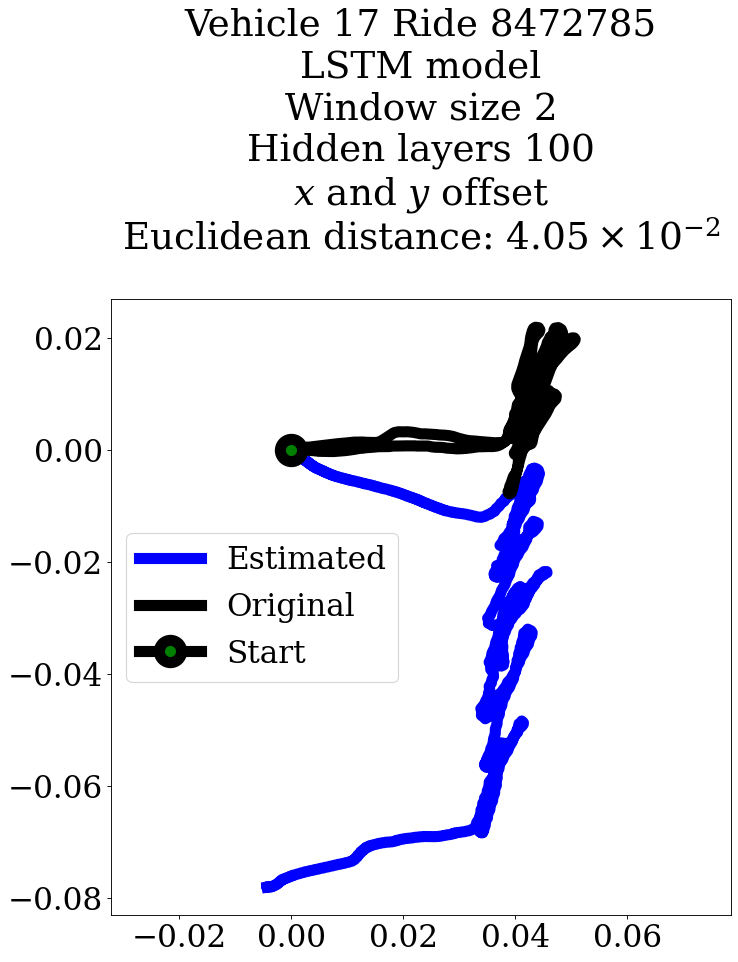 Vehicle 17 Ride 8472785
LSTM model
Window size 2
Hidden layers 100
x and y offset
Euclidean distance: 4.05 × 10⁻²
0.02
0.00
−0.02
−0.04
−0.06
−0.08
Estimated
Original
Start
−0.02 0.00 0.02 0.04 0.06